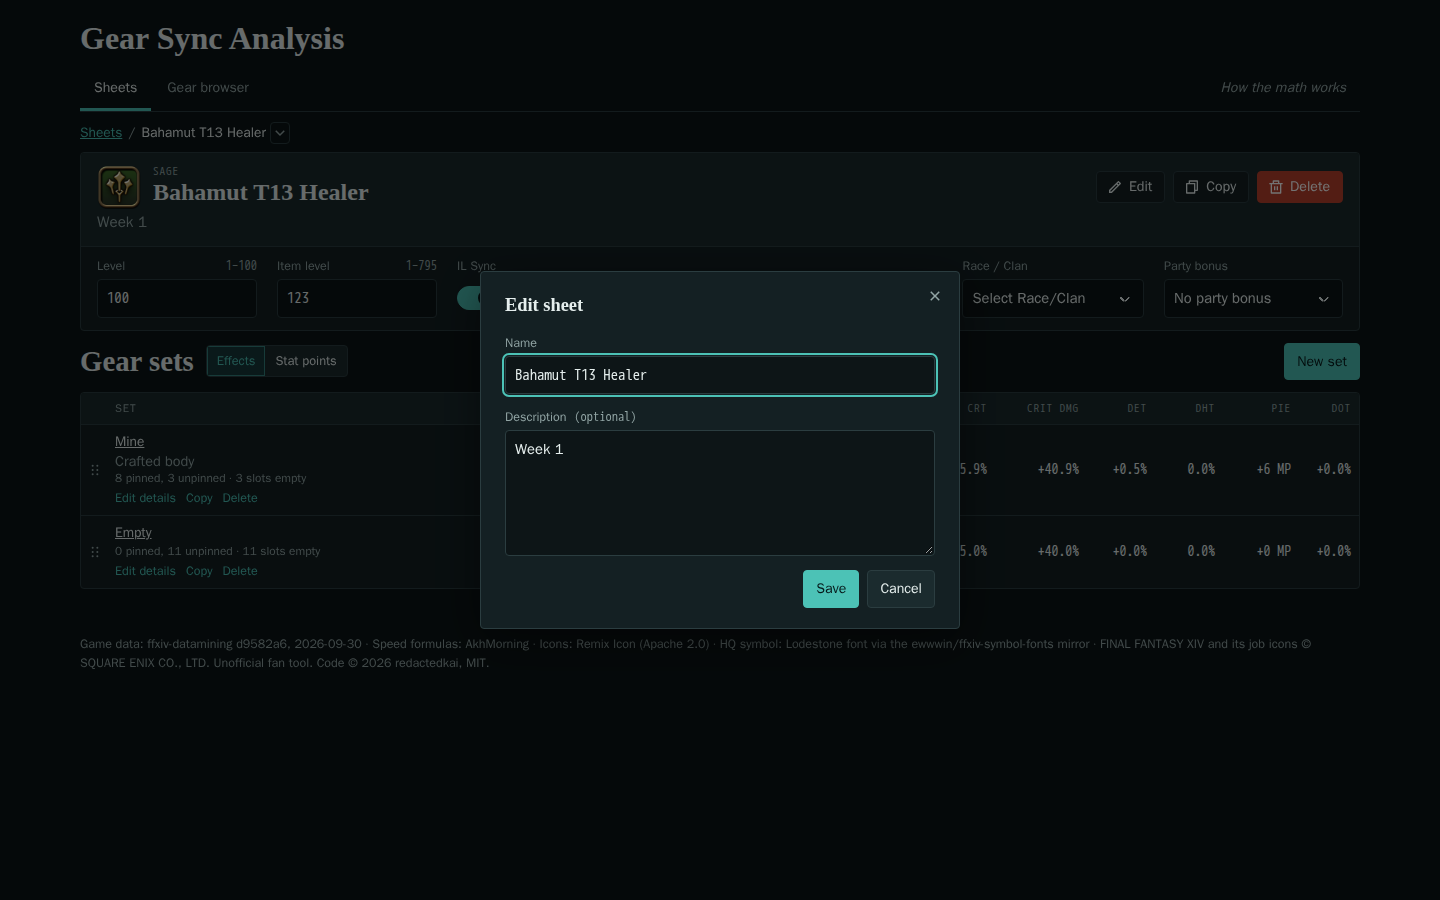 Gear Sync Analysis
Sheets
Gear browser
How the math works
Sheets / Bahamut T13 Healer
SAGE
Bahamut T13 Healer
Edit
Copy
Delete
Week 1
Level
1–100
Item level
1–795
IL Sync
Race / Clan
Party bonus
100
123
Select Race/Clan
No party bonus
Edit sheet
Name
Bahamut T13 Healer
Description (optional)
Week 1
Save
Cancel
Gear sets
Effects
Stat points
New set
SET
CRT
CRIT DMG
DET
DHT
PIE
DOT
Mine
Crafted body
8 pinned, 3 unpinned · 3 slots empty
Edit details
Copy
Delete
5.9%
+40.9%
+0.5%
0.0%
+6 MP
+0.0%
Empty
0 pinned, 11 unpinned · 11 slots empty
Edit details
Copy
Delete
5.0%
+40.0%
+0.0%
0.0%
+0 MP
+0.0%
Game data: ffxiv-datamining d9582a6, 2026-09-30 · Speed formulas: AkhMorning · Icons: Remix Icon (Apache 2.0) · HQ symbol: Lodestone font via the ewwwin/ffxiv-symbol-fonts mirror · FINAL FANTASY XIV and its job icons ©
SQUARE ENIX CO., LTD. Unofficial fan tool. Code © 2026 redactedkai, MIT.